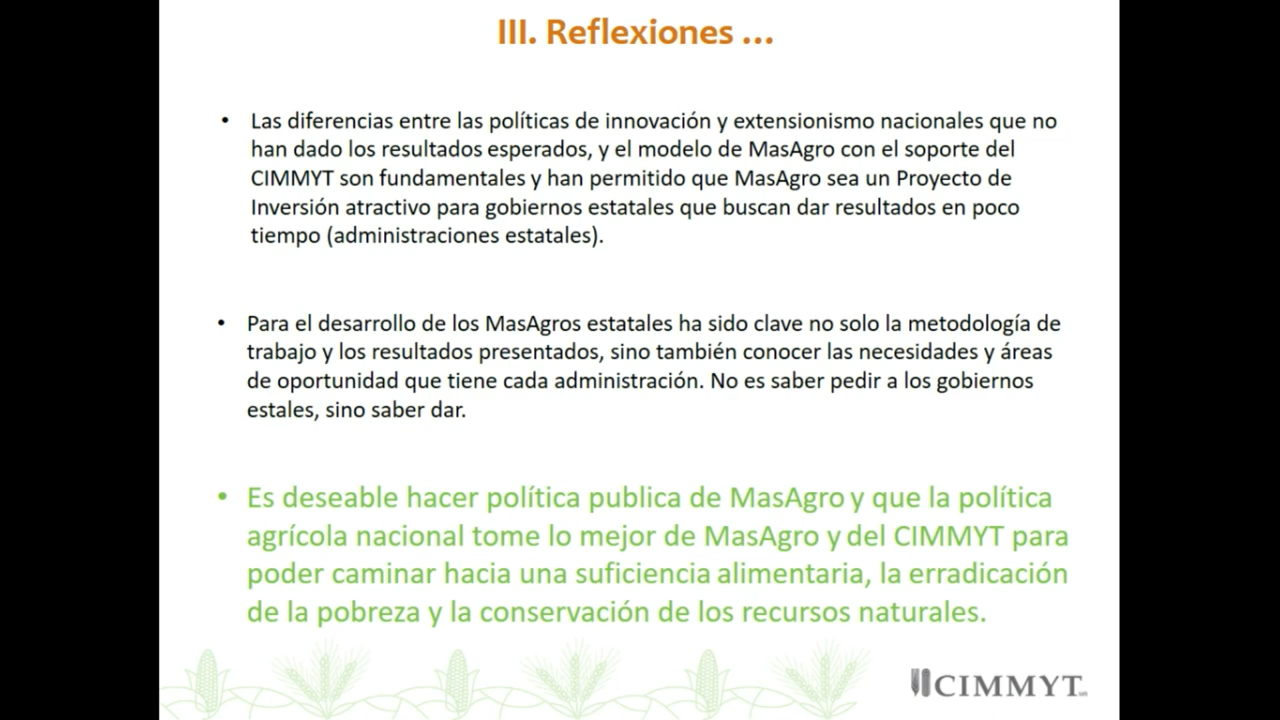 III. Reflexiones ...
• Las diferencias entre las políticas de innovación y extensionismo nacionales que no
han dado los resultados esperados, y el modelo de MasAgro con el soporte del
CIMMYT son fundamentales y han permitido que MasAgro sea un Proyecto de
Inversión atractivo para gobiernos estatales que buscan dar resultados en poco
tiempo (administraciones estatales).
• Para el desarrollo de los MasAgros estatales ha sido clave no solo la metodología de
trabajo y los resultados presentados, sino también conocer las necesidades y áreas
de oportunidad que tiene cada administración. No es saber pedir a los gobiernos
estales, sino saber dar.
• Es deseable hacer política publica de MasAgro y que la política
agrícola nacional tome lo mejor de MasAgro y del CIMMYT para
poder caminar hacia una suficiencia alimentaria, la erradicación
de la pobreza y la conservación de los recursos naturales.
CIMMYT